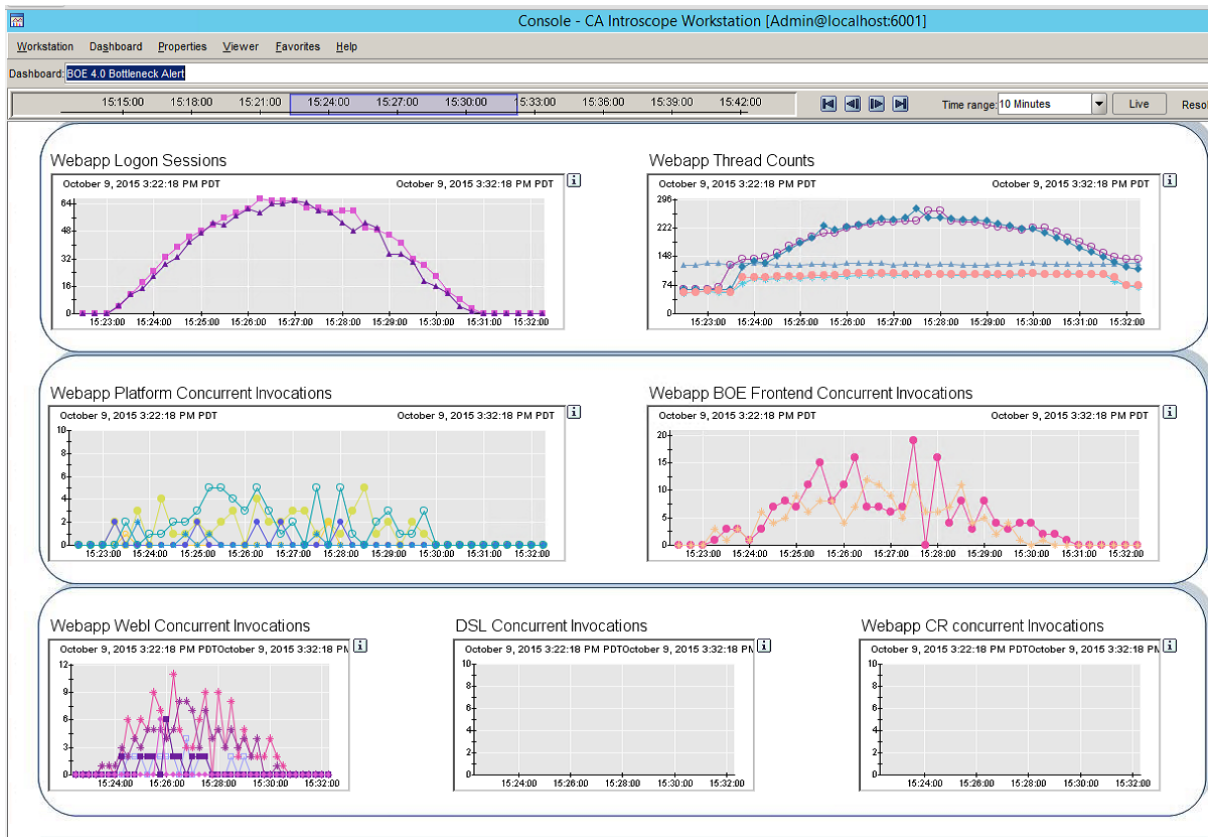 Console - CA Introscope Workstation [Admin@localhost:6001]
Workstation Dashboard Properties Viewer Favorites Help
Dashboard: BOE 4.0 Bottleneck Alert
15:15:00 15:18:00 15:21:00 15:24:00 15:27:00 15:30:00 15:33:00 15:36:00 15:39:00 15:42:00 Time range: 10 Minutes Live Resol
Webapp Logon Sessions
October 9, 2015 3:22:18 PM PDT October 9, 2015 3:32:18 PM PDT
64
48
32
16
0
15:23:00 15:24:00 15:25:00 15:26:00 15:27:00 15:28:00 15:29:00 15:30:00 15:31:00 15:32:00
Webapp Thread Counts
October 9, 2015 3:22:18 PM PDT October 9, 2015 3:32:18 PM PDT
296
222
148
74
0
15:23:00 15:24:00 15:25:00 15:26:00 15:27:00 15:28:00 15:29:00 15:30:00 15:31:00 15:32:00
Webapp Platform Concurrent Invocations
October 9, 2015 3:22:18 PM PDT October 9, 2015 3:32:18 PM PDT
10
8
6
4
2
0
15:23:00 15:24:00 15:25:00 15:26:00 15:27:00 15:28:00 15:29:00 15:30:00 15:31:00 15:32:00
Webapp BOE Frontend Concurrent Invocations
October 9, 2015 3:22:18 PM PDT October 9, 2015 3:32:18 PM PDT
20
15
10
5
0
15:23:00 15:24:00 15:25:00 15:26:00 15:27:00 15:28:00 15:29:00 15:30:00 15:31:00 15:32:00
Webapp WebI Concurrent Invocations
October 9, 2015 3:22:18 PM PDTOctober 9, 2015 3:32:18 PM
12
9
6
3
0
15:24:00 15:26:00 15:28:00 15:30:00 15:32:00
DSL Concurrent Invocations
October 9, 2015 3:22:18 PM PDTOctober 9, 2015 3:32:18 PM
10
8
6
4
2
0
15:24:00 15:26:00 15:28:00 15:30:00 15:32:00
Webapp CR concurrent Invocations
October 9, 2015 3:22:18 PM PDTOctober 9, 2015 3:32:18 PM
10
8
6
4
2
0
15:24:00 15:26:00 15:28:00 15:30:00 15:32:00